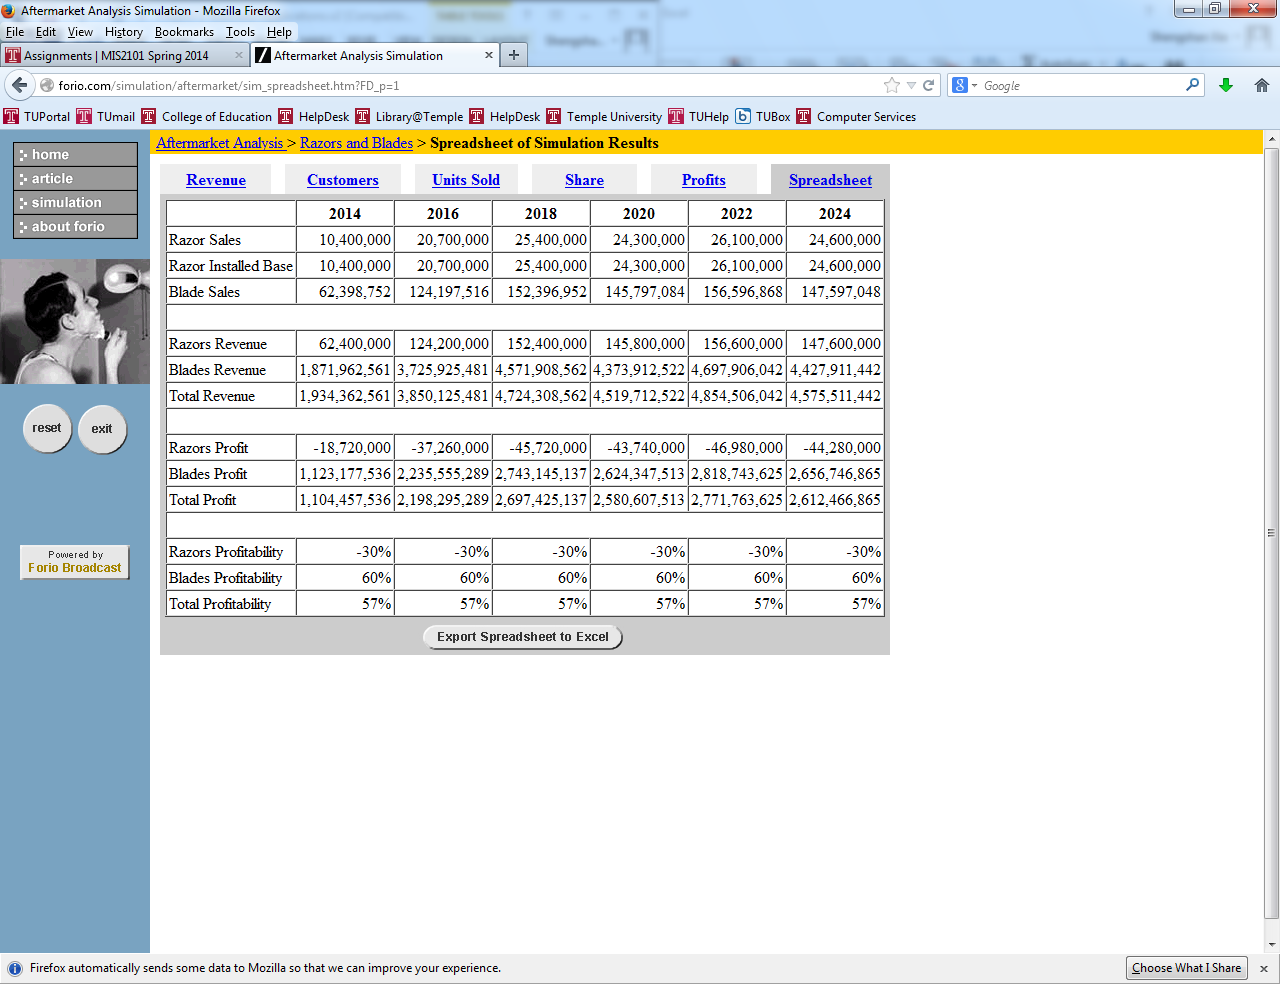 Aftermarket Analysis Simulation - Mozilla Firefox
File Edit View History Bookmarks Tools Help
Assignments | MIS2101 Spring 2014 × Aftermarket Analysis Simulation × +
forio.com/simulation/aftermarket/sim_spreadsheet.htm?FD_p=1 Google
TUPortal TUmail College of Education HelpDesk Library@Temple HelpDesk Temple University TUHelp TUBox Computer Services
home
article
simulation
about forio
reset exit
Powered by
Forio Broadcast
Aftermarket Analysis > Razors and Blades > Spreadsheet of Simulation Results
Revenue Customers Units Sold Share Profits Spreadsheet
2014 2016 2018 2020 2022 2024
Razor Sales 10,400,000 20,700,000 25,400,000 24,300,000 26,100,000 24,600,000
Razor Installed Base 10,400,000 20,700,000 25,400,000 24,300,000 26,100,000 24,600,000
Blade Sales 62,398,752 124,197,516 152,396,952 145,797,084 156,596,868 147,597,048
Razors Revenue 62,400,000 124,200,000 152,400,000 145,800,000 156,600,000 147,600,000
Blades Revenue 1,871,962,561 3,725,925,481 4,571,908,562 4,373,912,522 4,697,906,042 4,427,911,442
Total Revenue 1,934,362,561 3,850,125,481 4,724,308,562 4,519,712,522 4,854,506,042 4,575,511,442
Razors Profit -18,720,000 -37,260,000 -45,720,000 -43,740,000 -46,980,000 -44,280,000
Blades Profit 1,123,177,536 2,235,555,289 2,743,145,137 2,624,347,513 2,818,743,625 2,656,746,865
Total Profit 1,104,457,536 2,198,295,289 2,697,425,137 2,580,607,513 2,771,763,625 2,612,466,865
Razors Profitability -30% -30% -30% -30% -30% -30%
Blades Profitability 60% 60% 60% 60% 60% 60%
Total Profitability 57% 57% 57% 57% 57% 57%
Export Spreadsheet to Excel
Firefox automatically sends some data to Mozilla so that we can improve your experience. Choose What I Share ×